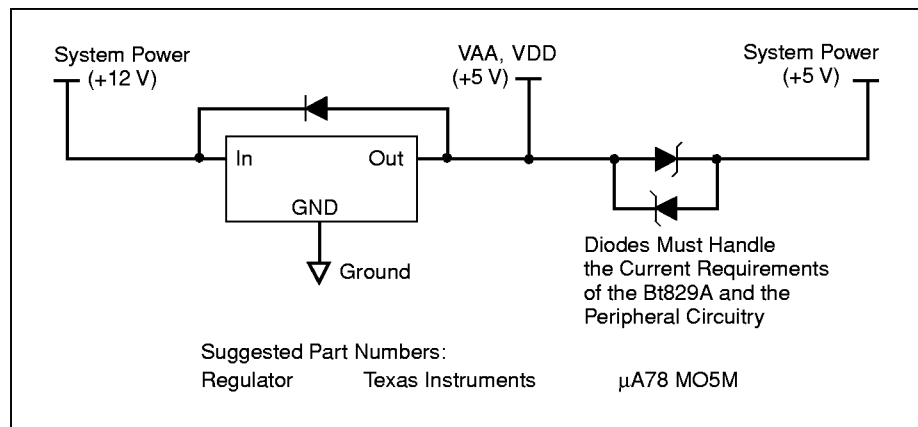 System Power
(+12 V)
VAA, VDD
(+5 V)
System Power
(+5 V)
In
Out
GND
Ground
Diodes Must Handle
the Current Requirements
of the Bt829A and the
Peripheral Circuitry
Suggested Part Numbers:
Regulator Texas Instruments μA78 MO5M